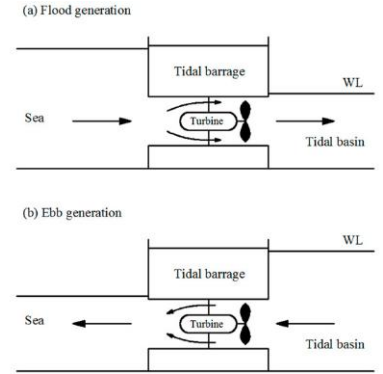 (a) Flood generation
Tidal barrage
WL
Sea
Turbine
Tidal basin
(b) Ebb generation
WL
Tidal barrage
Sea
Turbine
Tidal basin